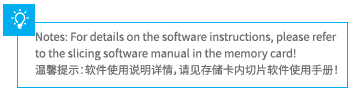 Notes: For details on the software instructions, please refer
to the slicing software manual in the memory card!
温馨提示：软件使用说明详情，请见存储卡内切片软件使用手册！